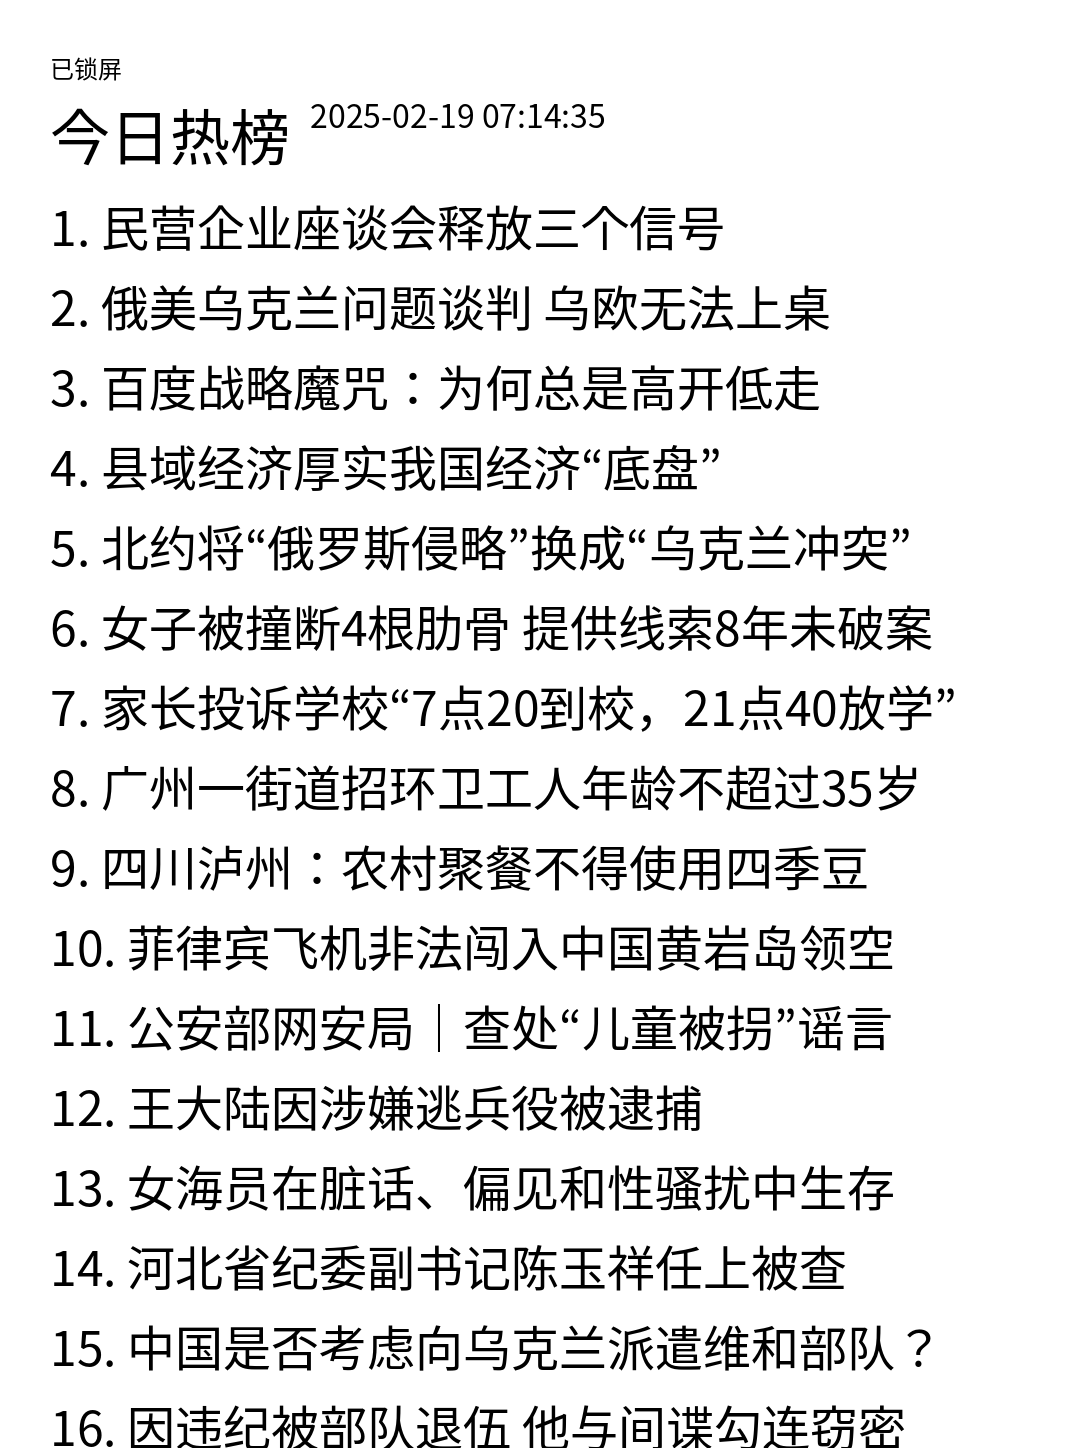 已锁屏
今日热榜 2025-02-19 07:14:35
1. 民营企业座谈会释放三个信号
2. 俄美乌克兰问题谈判 乌欧无法上桌
3. 百度战略魔咒：为何总是高开低走
4. 县域经济厚实我国经济“底盘”
5. 北约将“俄罗斯侵略”换成“乌克兰冲突”
6. 女子被撞断4根肋骨 提供线索8年未破案
7. 家长投诉学校“7点20到校，21点40放学”
8. 广州一街道招环卫工人年龄不超过35岁
9. 四川泸州：农村聚餐不得使用四季豆
10. 菲律宾飞机非法闯入中国黄岩岛领空
11. 公安部网安局｜查处“儿童被拐”谣言
12. 王大陆因涉嫌逃兵役被逮捕
13. 女海员在脏话、偏见和性骚扰中生存
14. 河北省纪委副书记陈玉祥任上被查
15. 中国是否考虑向乌克兰派遣维和部队？
16. 因违纪被部队退伍 他与间谍勾连窃密